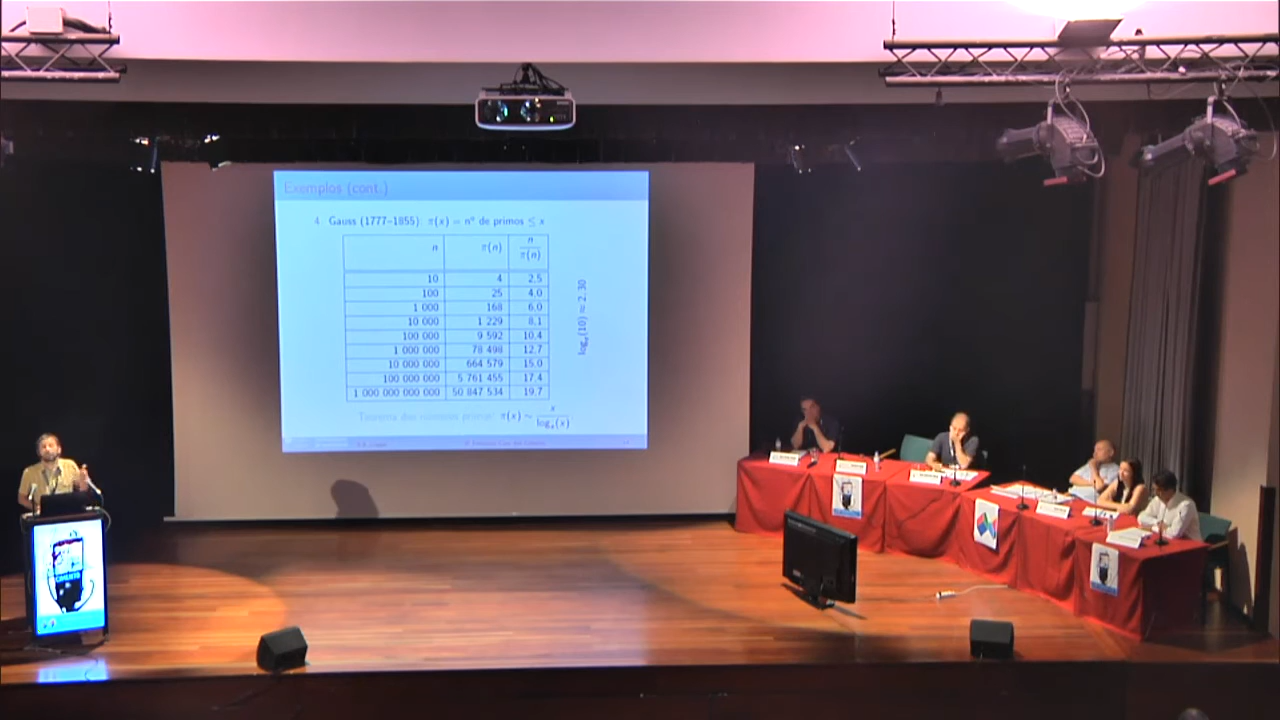 Exemplos (cont.)
4. Gauss (1777–1855): π(x) = nº de primos ≤ x
n π(n) n/π(n)
10 4 2,5
100 25 4,0
1 000 168 6,0
10 000 1 229 8,1
100 000 9 592 10,4
1 000 000 78 498 12,7
10 000 000 664 579 15,0
100 000 000 5 761 455 17,4
1 000 000 000 000 50 847 534 19,7
logₑ(10) ≈ 2,30
Teorema dos números primos: π(x) ~ x/logₑ(x)